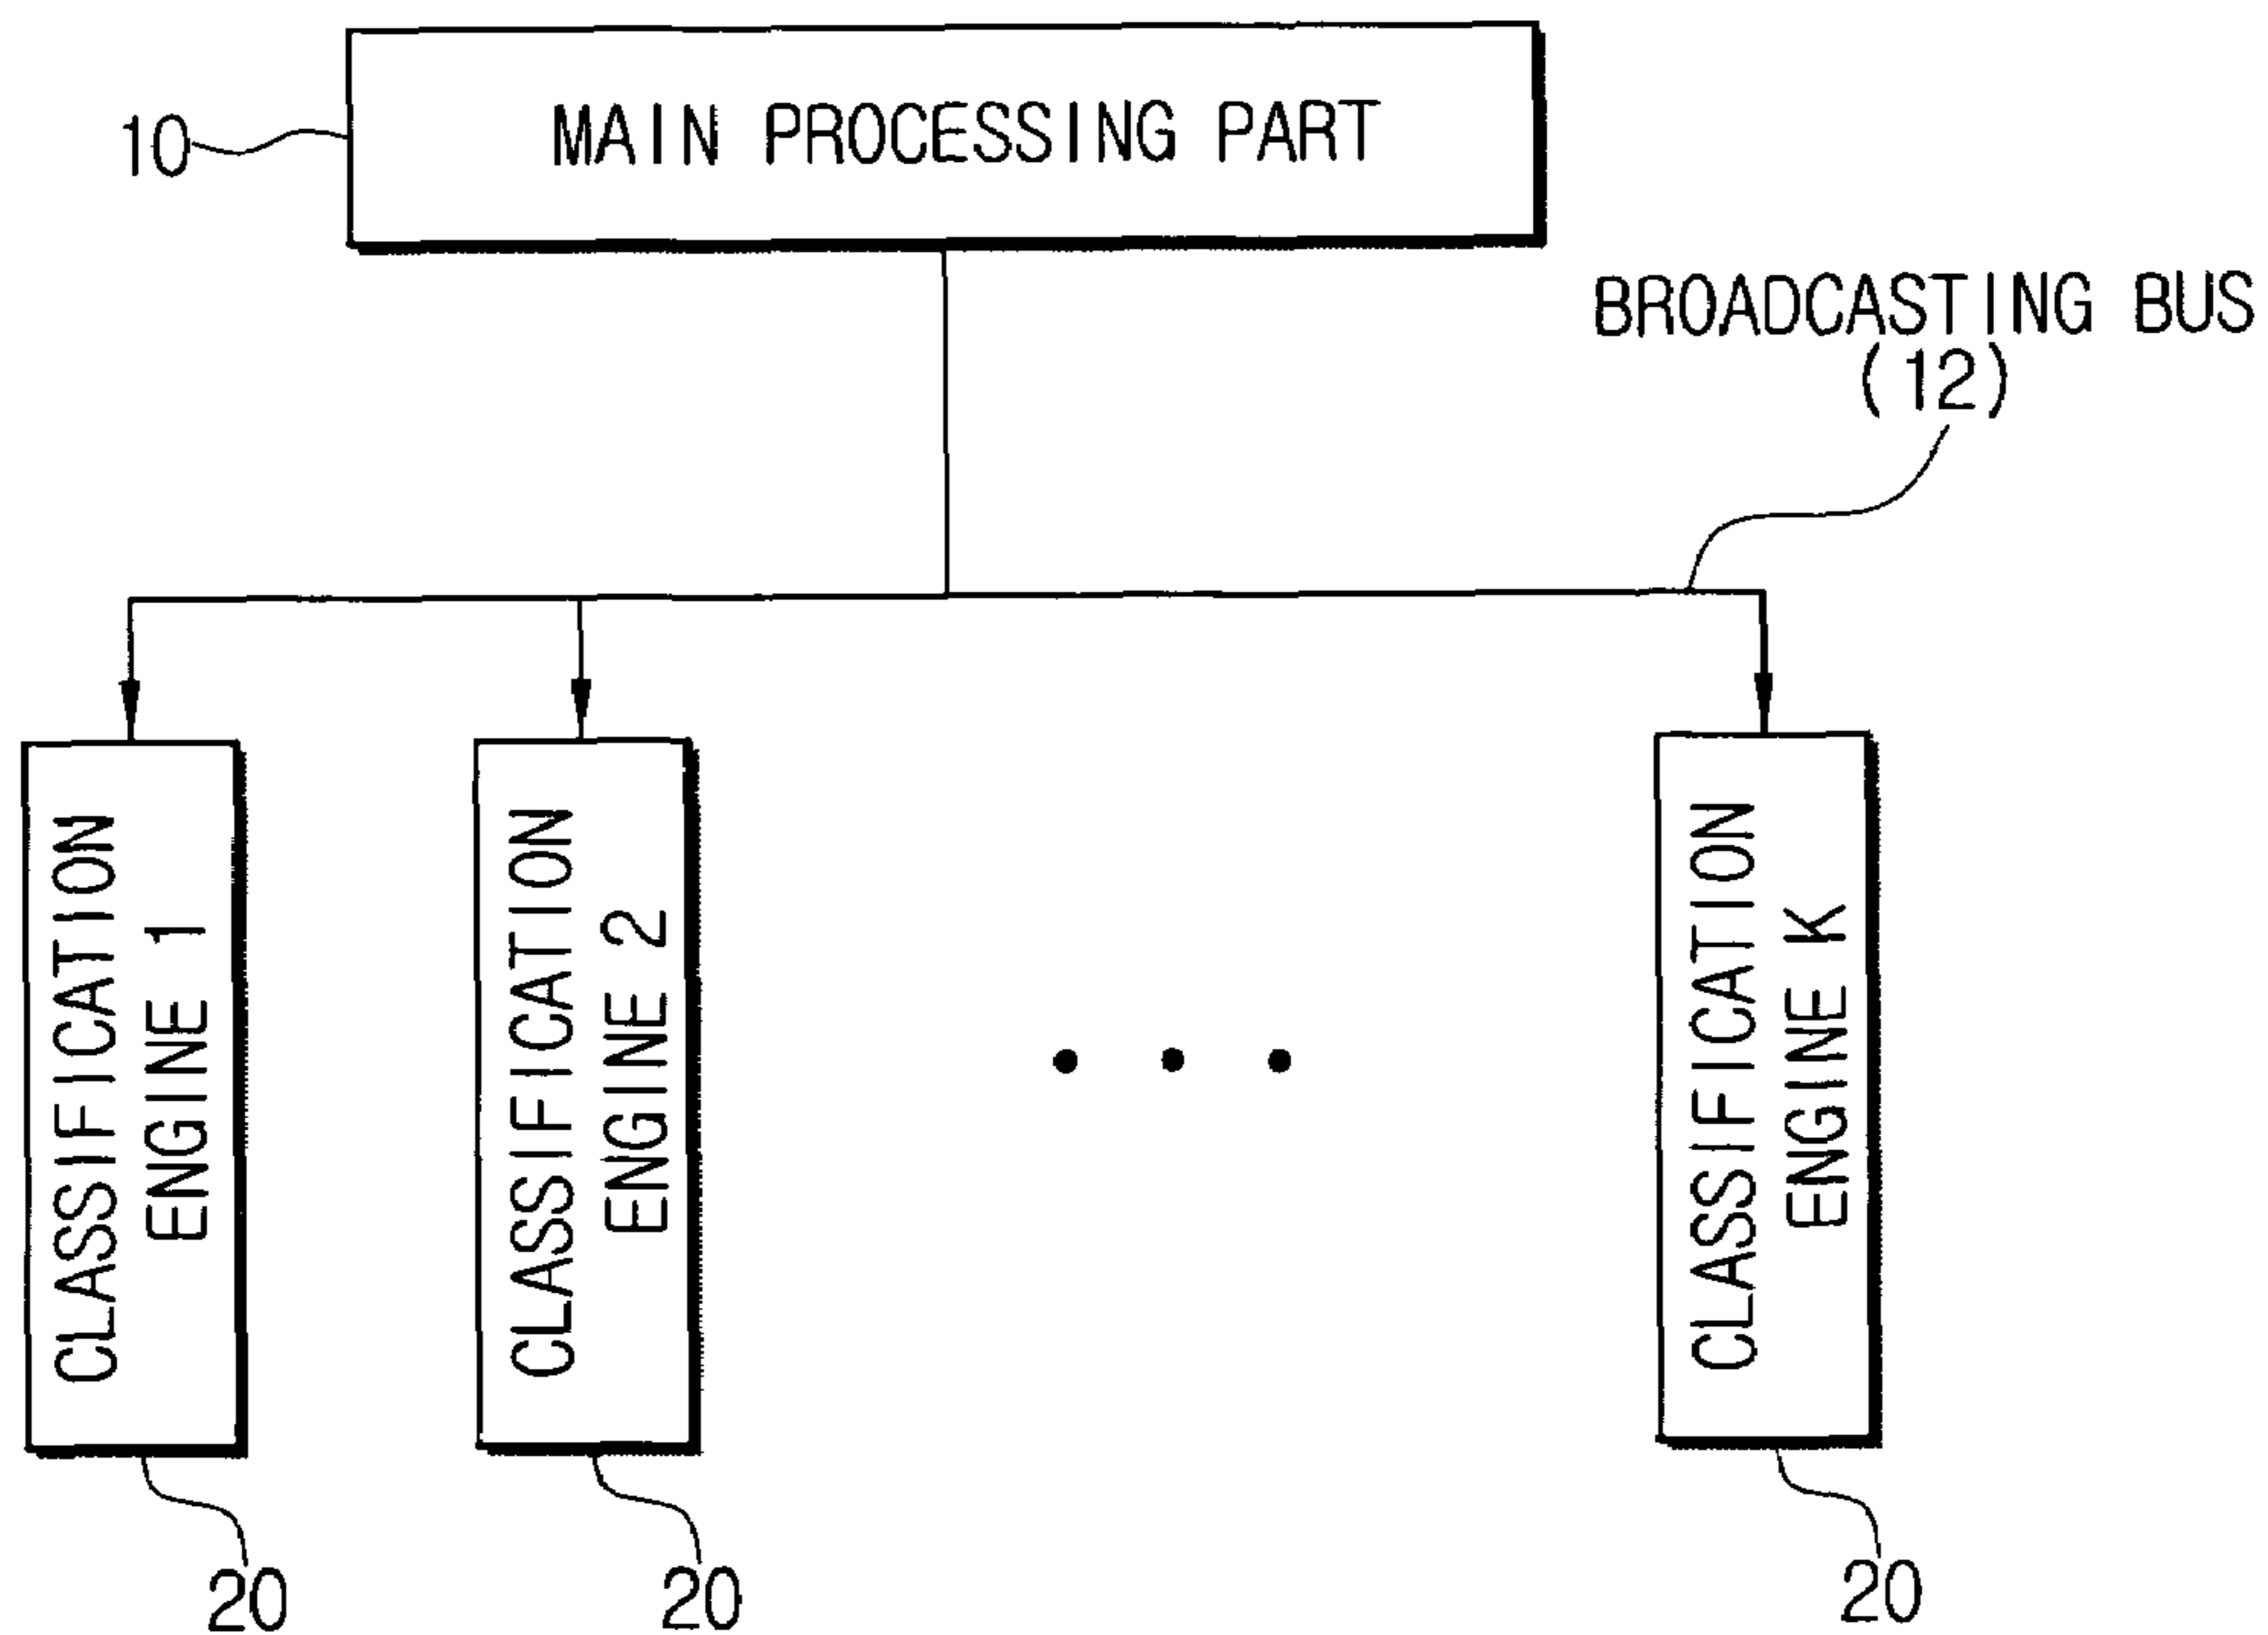 MAIN PROCESSING PART
10
BROADCASTING BUS
(12)
CLASSIFICATION
ENGINE 1
CLASSIFICATION
ENGINE 2
CLASSIFICATION
ENGINE K
20
20
20